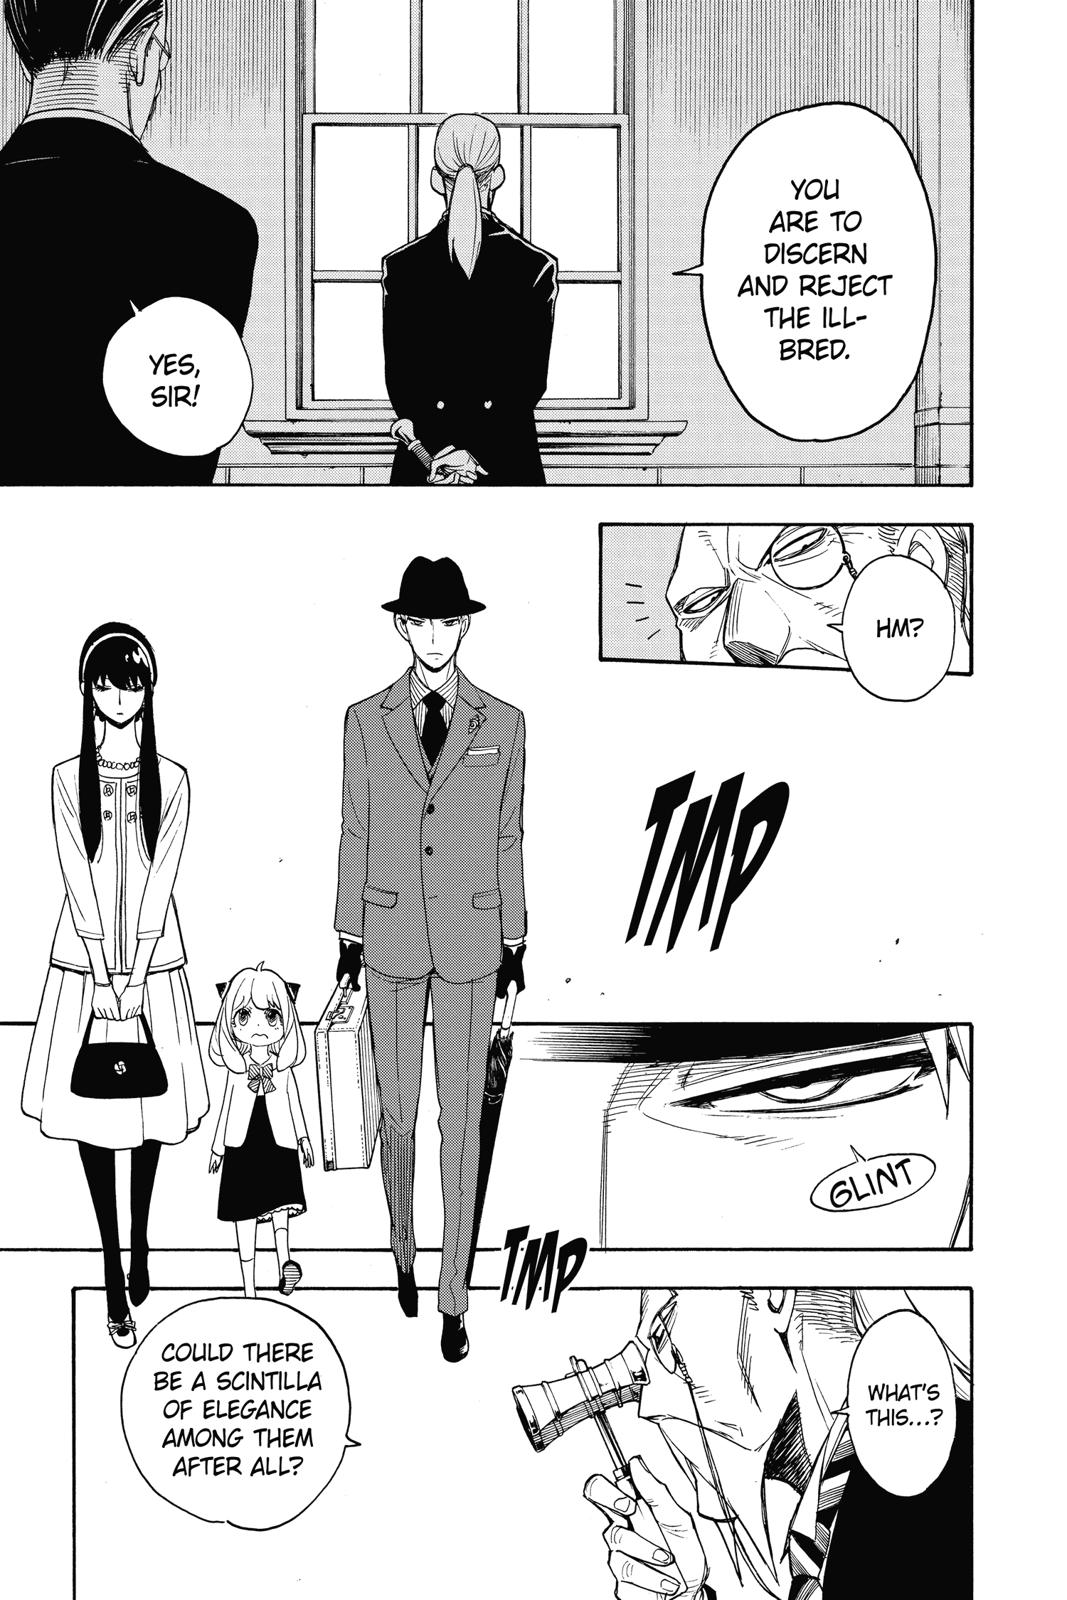 YOU
ARE TO
DISCERN
AND REJECT
THE ILL-
BRED.
YES,
SIR!
HM?
TMP
GLINT
TMP
WHAT'S
THIS...?
COULD THERE
BE A SCINTILLA
OF ELEGANCE
AMONG THEM
AFTER ALL?